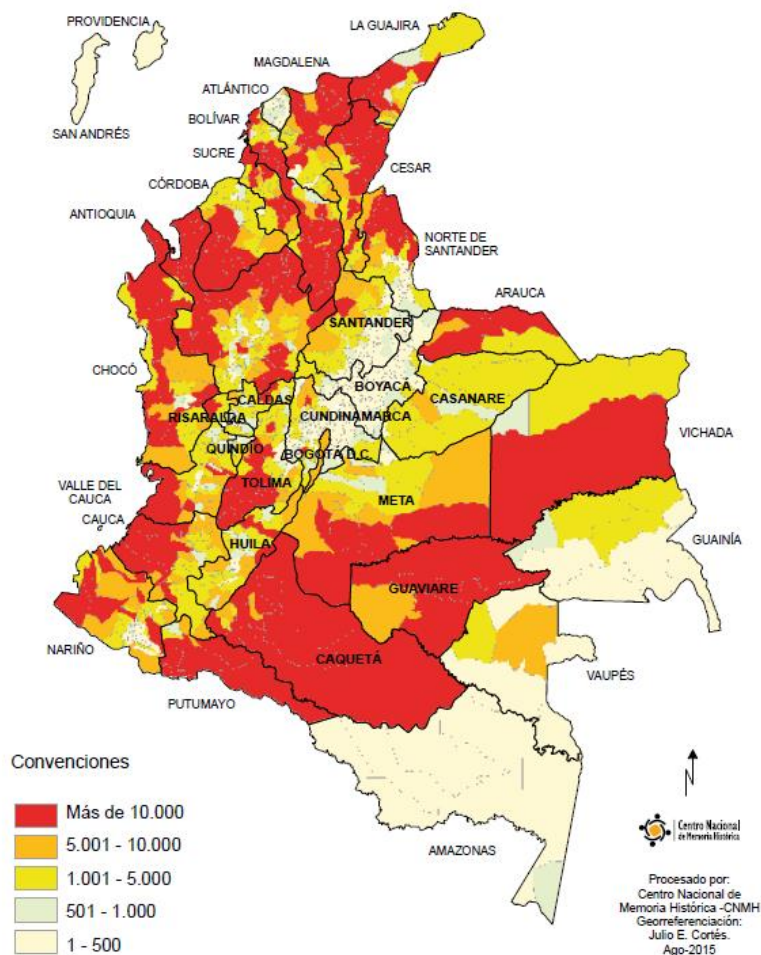 PROVIDENCIA
SAN ANDRÉS
LA GUAJIRA
MAGDALENA
ATLÁNTICO
BOLÍVAR
SUCRE
CESAR
CÓRDOBA
ANTIOQUIA
NORTE DE
SANTANDER
ARAUCA
SANTANDER
CHOCÓ
BOYACÁ
CASANARE
CALDAS
RISARALDA
CUNDINAMARCA
VICHADA
QUINDÍO
BOGOTÁ D.C.
VALLE DEL
CAUCA
TOLIMA
META
CAUCA
HUILA
GUAINÍA
GUAVIARE
NARIÑO
CAQUETÁ
VAUPÉS
PUTUMAYO
AMAZONAS
Convenciones
Más de 10.000
5.001 - 10.000
1.001 - 5.000
501 - 1.000
1 - 500
N
Centro Nacional
de Memoria Histórica
Procesado por:
Centro Nacional de
Memoria Histórica -CNMH
Georreferenciación:
Julio E. Cortés.
Ago-2015